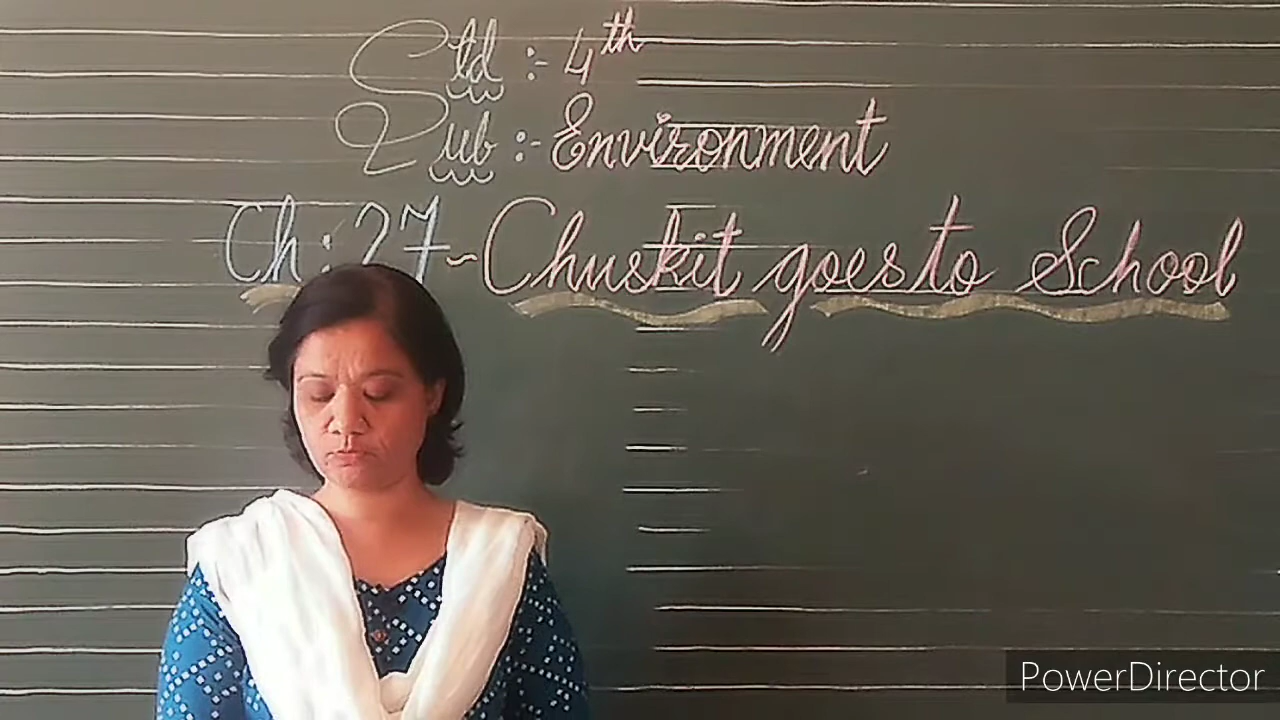 Std :- 4th
Sub :- Environment
Ch : 27 - Chuskit goes to School
PowerDirector